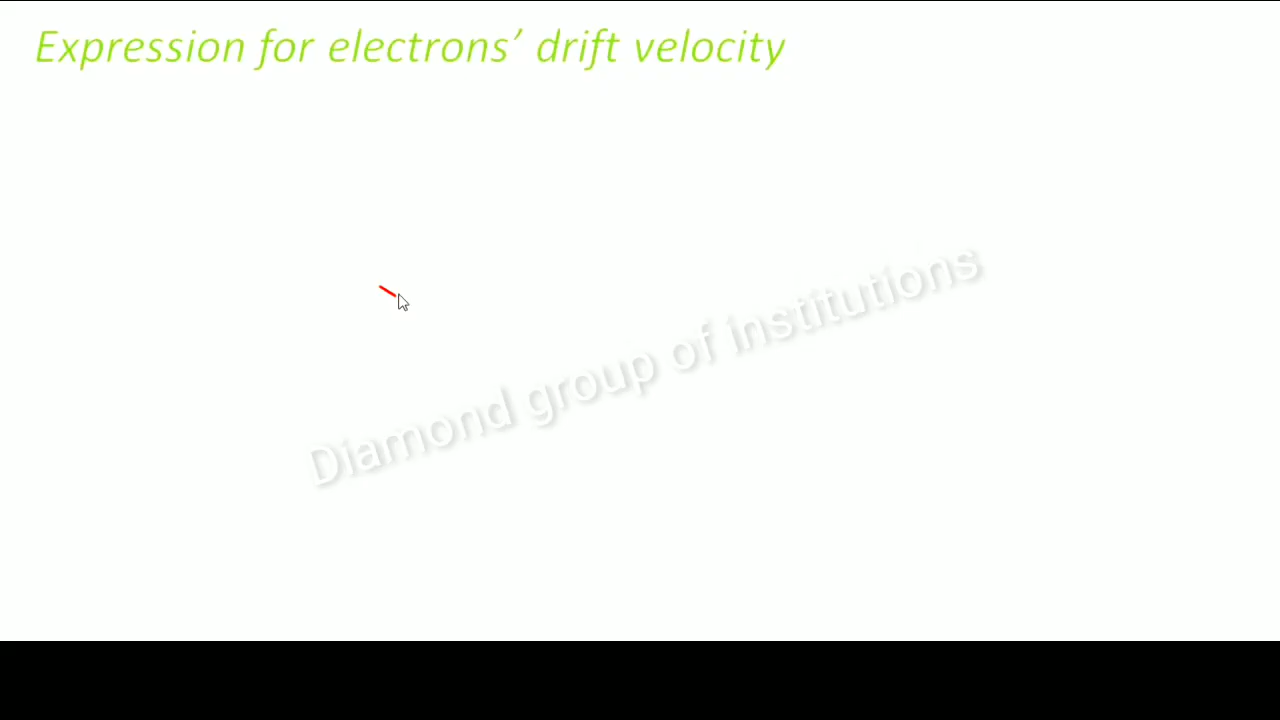 Expression for electrons’ drift velocity
Diamond group of institutions